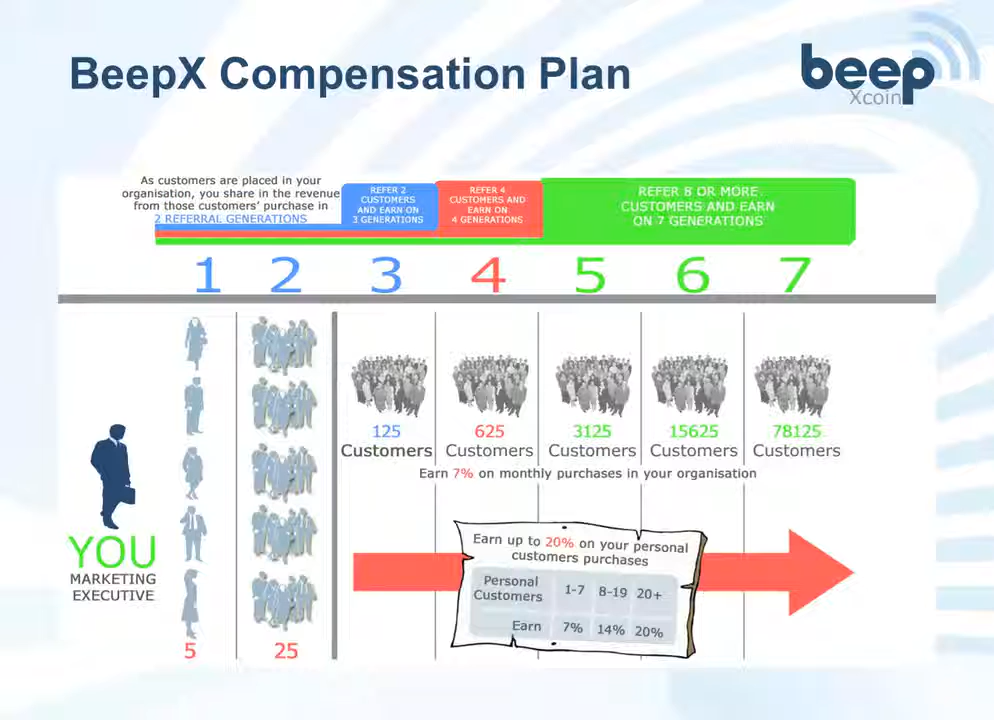 BeepX Compensation Plan
beep
Xcoin
As customers are placed in your
organisation, you share in the revenue
from those customers' purchase in
2 REFERRAL GENERATIONS
REFER 2
CUSTOMERS
AND EARN ON
3 GENERATIONS
REFER 4
CUSTOMERS AND
EARN ON
4 GENERATIONS
REFER 8 OR MORE
CUSTOMERS AND EARN
ON 7 GENERATIONS
1 2 3 4 5 6 7
125
Customers
625
Customers
3125
Customers
15625
Customers
78125
Customers
Earn 7% on monthly purchases in your organisation
YOU
MARKETING
EXECUTIVE
5
25
Earn up to 20% on your personal
customers purchases
Personal
Customers
1-7 8-19 20+
Earn 7% 14% 20%